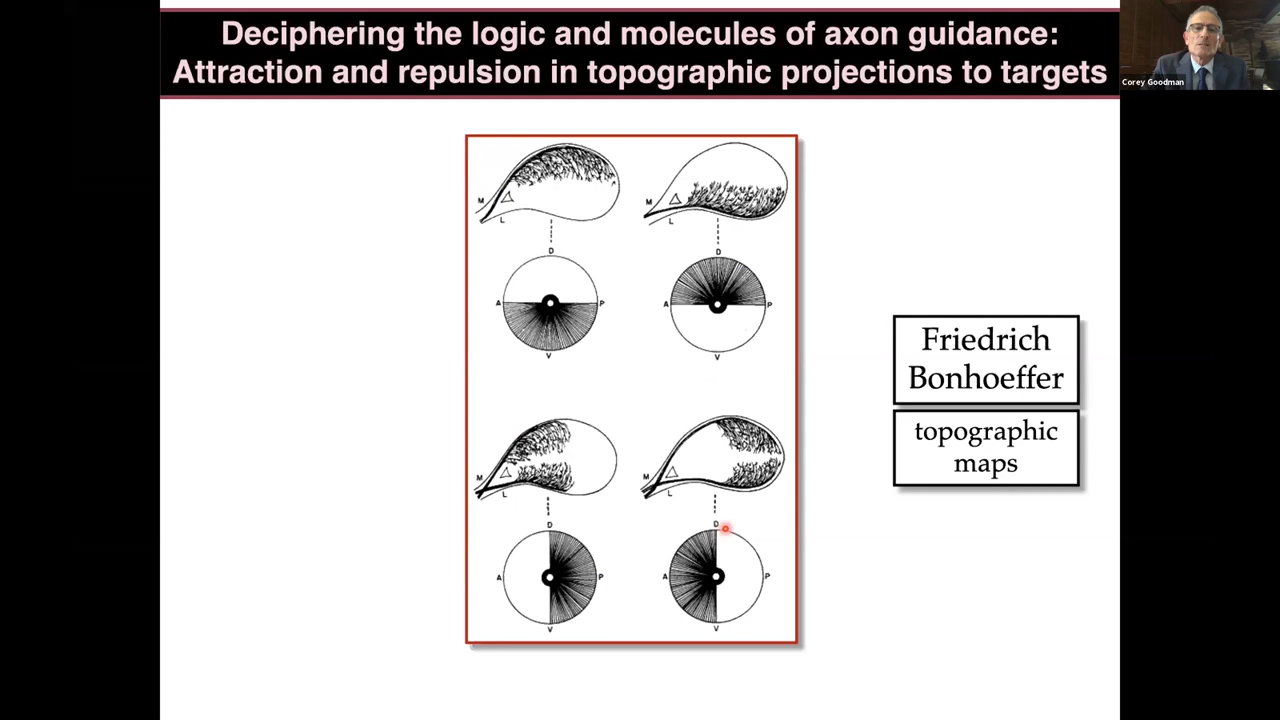 Deciphering the logic and molecules of axon guidance:
Attraction and repulsion in topographic projections to targets
Corey Goodman
M
L
D
A
P
V
M
L
D
A
P
V
Friedrich
Bonhoeffer
topographic
maps
M
L
D
A
P
V
M
L
D
A
P
V